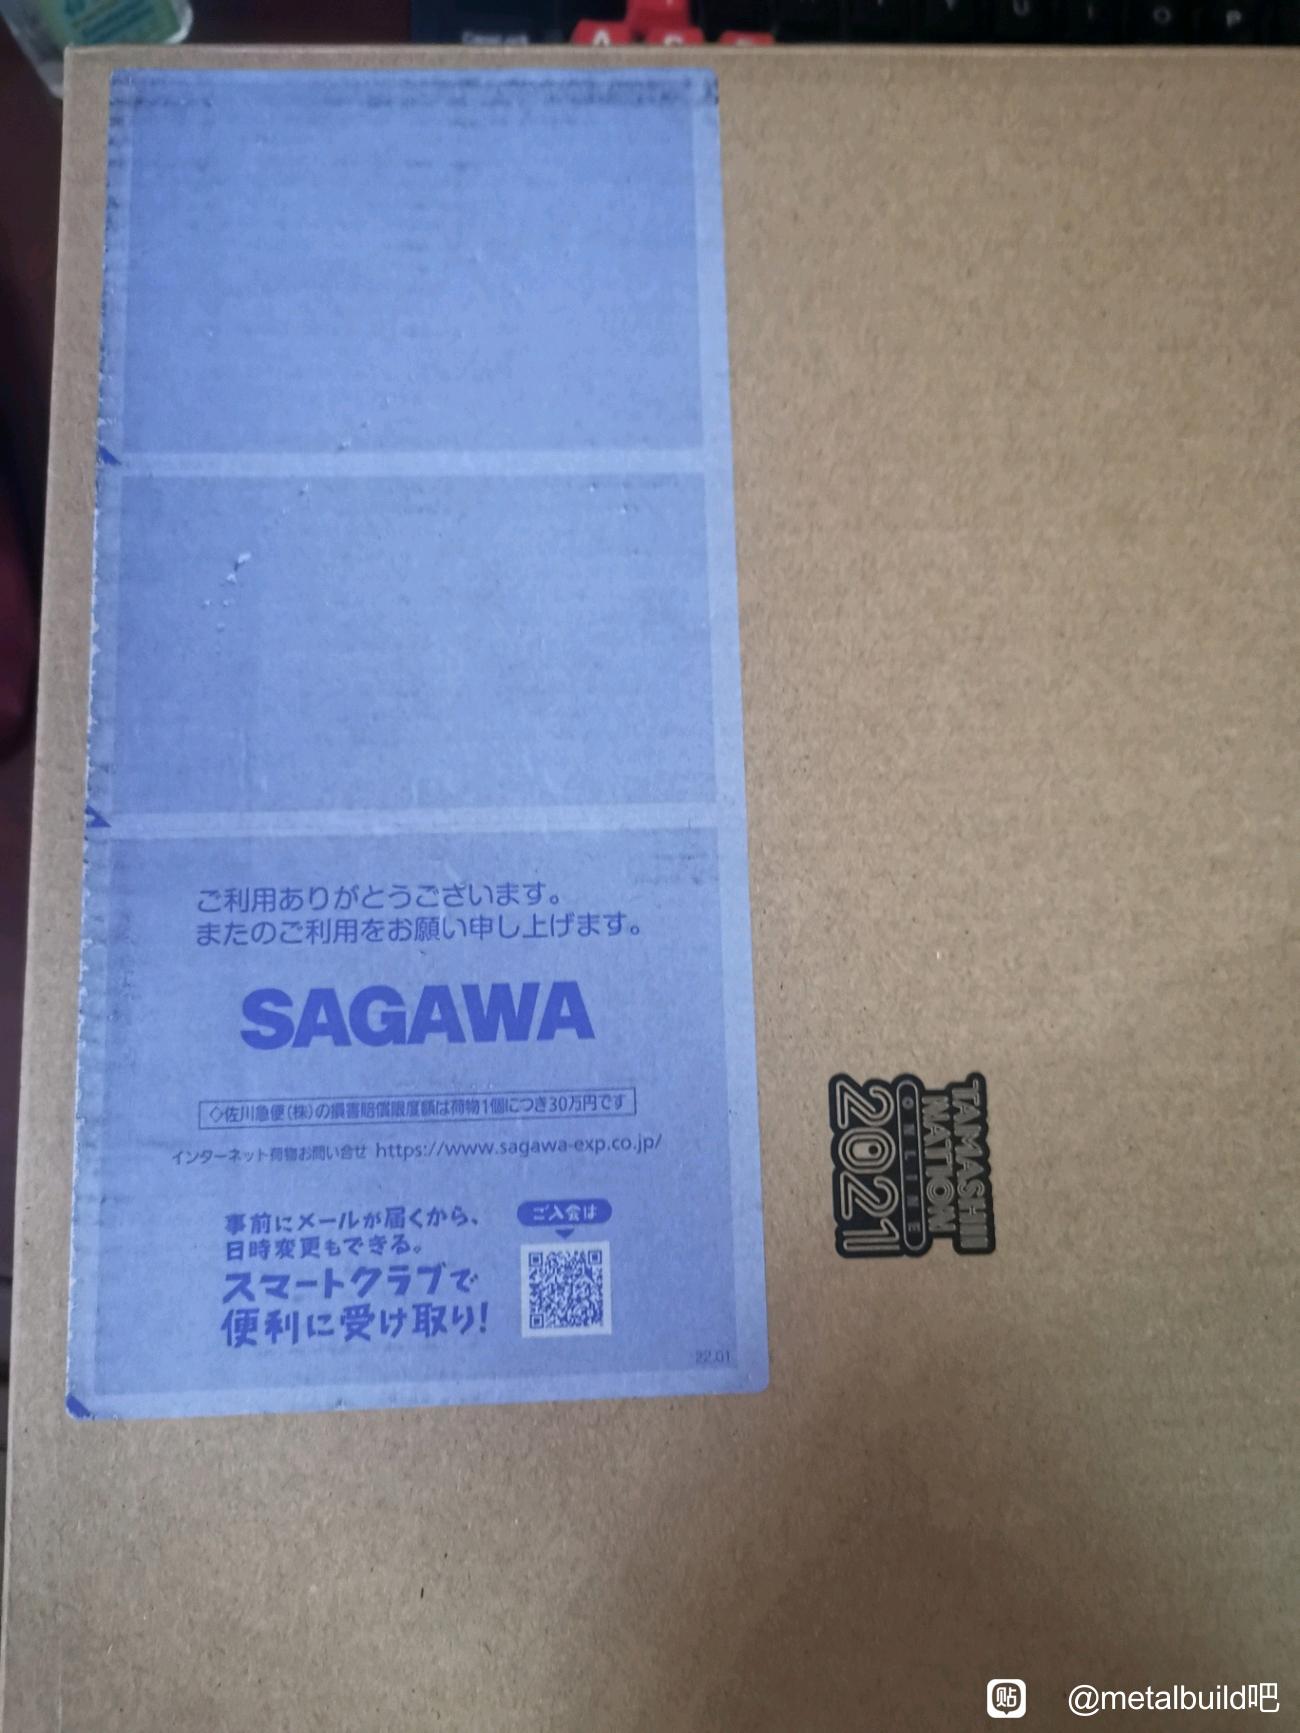 A
Y
U
I
O
P
ご利用ありがとうございます。
またのご利用をお願い申し上げます。
SAGAWA
◇佐川急便(株)の損害賠償限度額は荷物1個につき30万円です
インターネット荷物お問い合せ https://www.sagawa-exp.co.jp/
事前にメールが届くから、
日時変更もできる。
スマートクラブで
便利に受け取り!
ご入会は
22.01
TAMASHII
NATION
ONLINE
2021
贴 @metalbuild吧